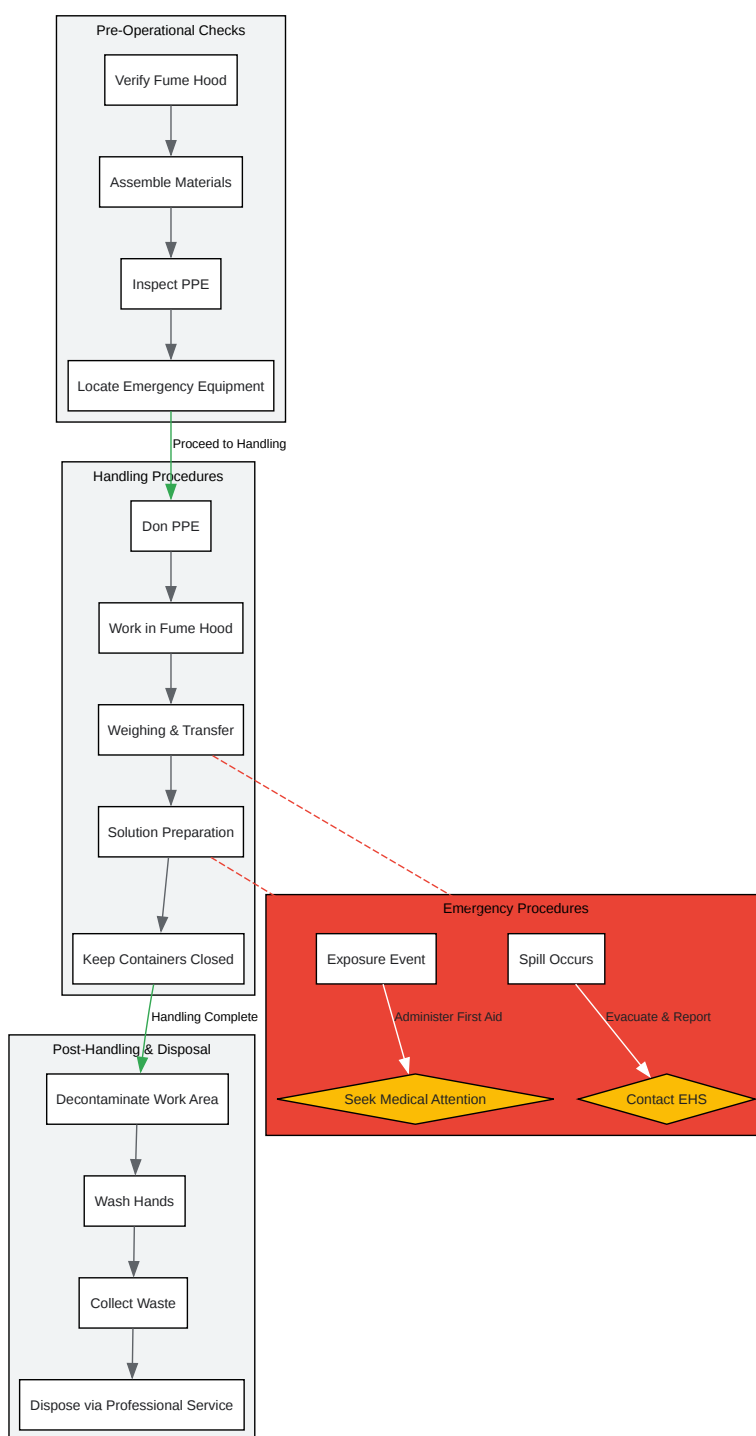 Pre-Operational Checks
Verify Fume Hood
Assemble Materials
Inspect PPE
Locate Emergency Equipment
Proceed to Handling
Handling Procedures
Don PPE
Work in Fume Hood
Weighing & Transfer
Solution Preparation
Keep Containers Closed
Handling Complete
Emergency Procedures
Exposure Event
Spill Occurs
Administer First Aid
Evacuate & Report
Seek Medical Attention
Contact EHS
Post-Handling & Disposal
Decontaminate Work Area
Wash Hands
Collect Waste
Dispose via Professional Service